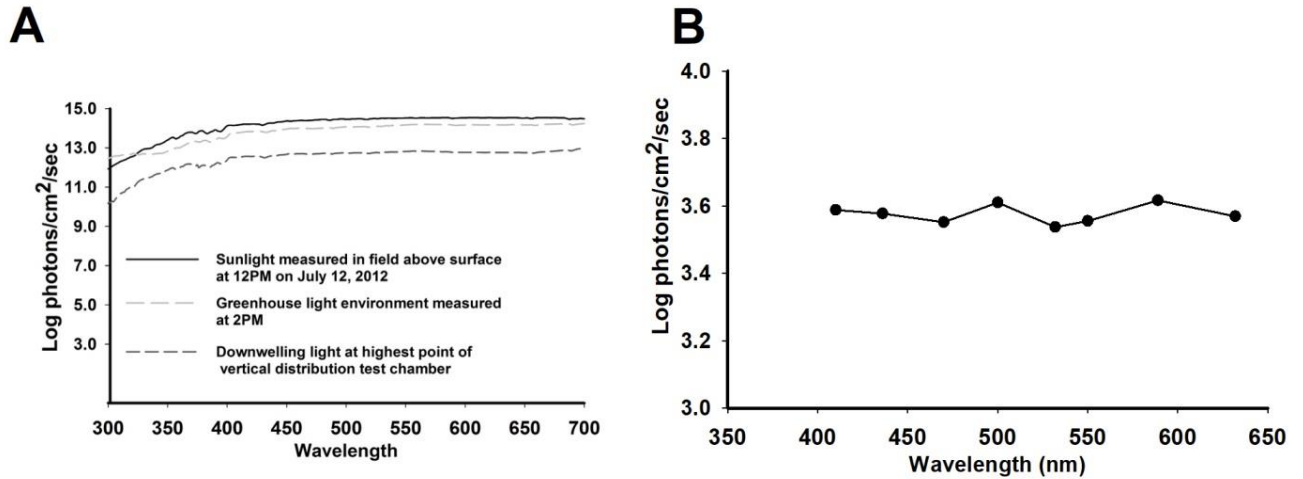 A
Log photons/cm²/sec
15.0
13.0
11.0
9.0
7.0
5.0
3.0
Sunlight measured in field above surface
at 12PM on July 12, 2012
Greenhouse light environment measured
at 2PM
Downwelling light at highest point of
vertical distribution test chamber
300 350 400 450 500 550 600 650 700
Wavelength
B
Log photons/cm²/sec
4.0
3.8
3.6
3.4
3.2
3.0
350 400 450 500 550 600 650
Wavelength (nm)